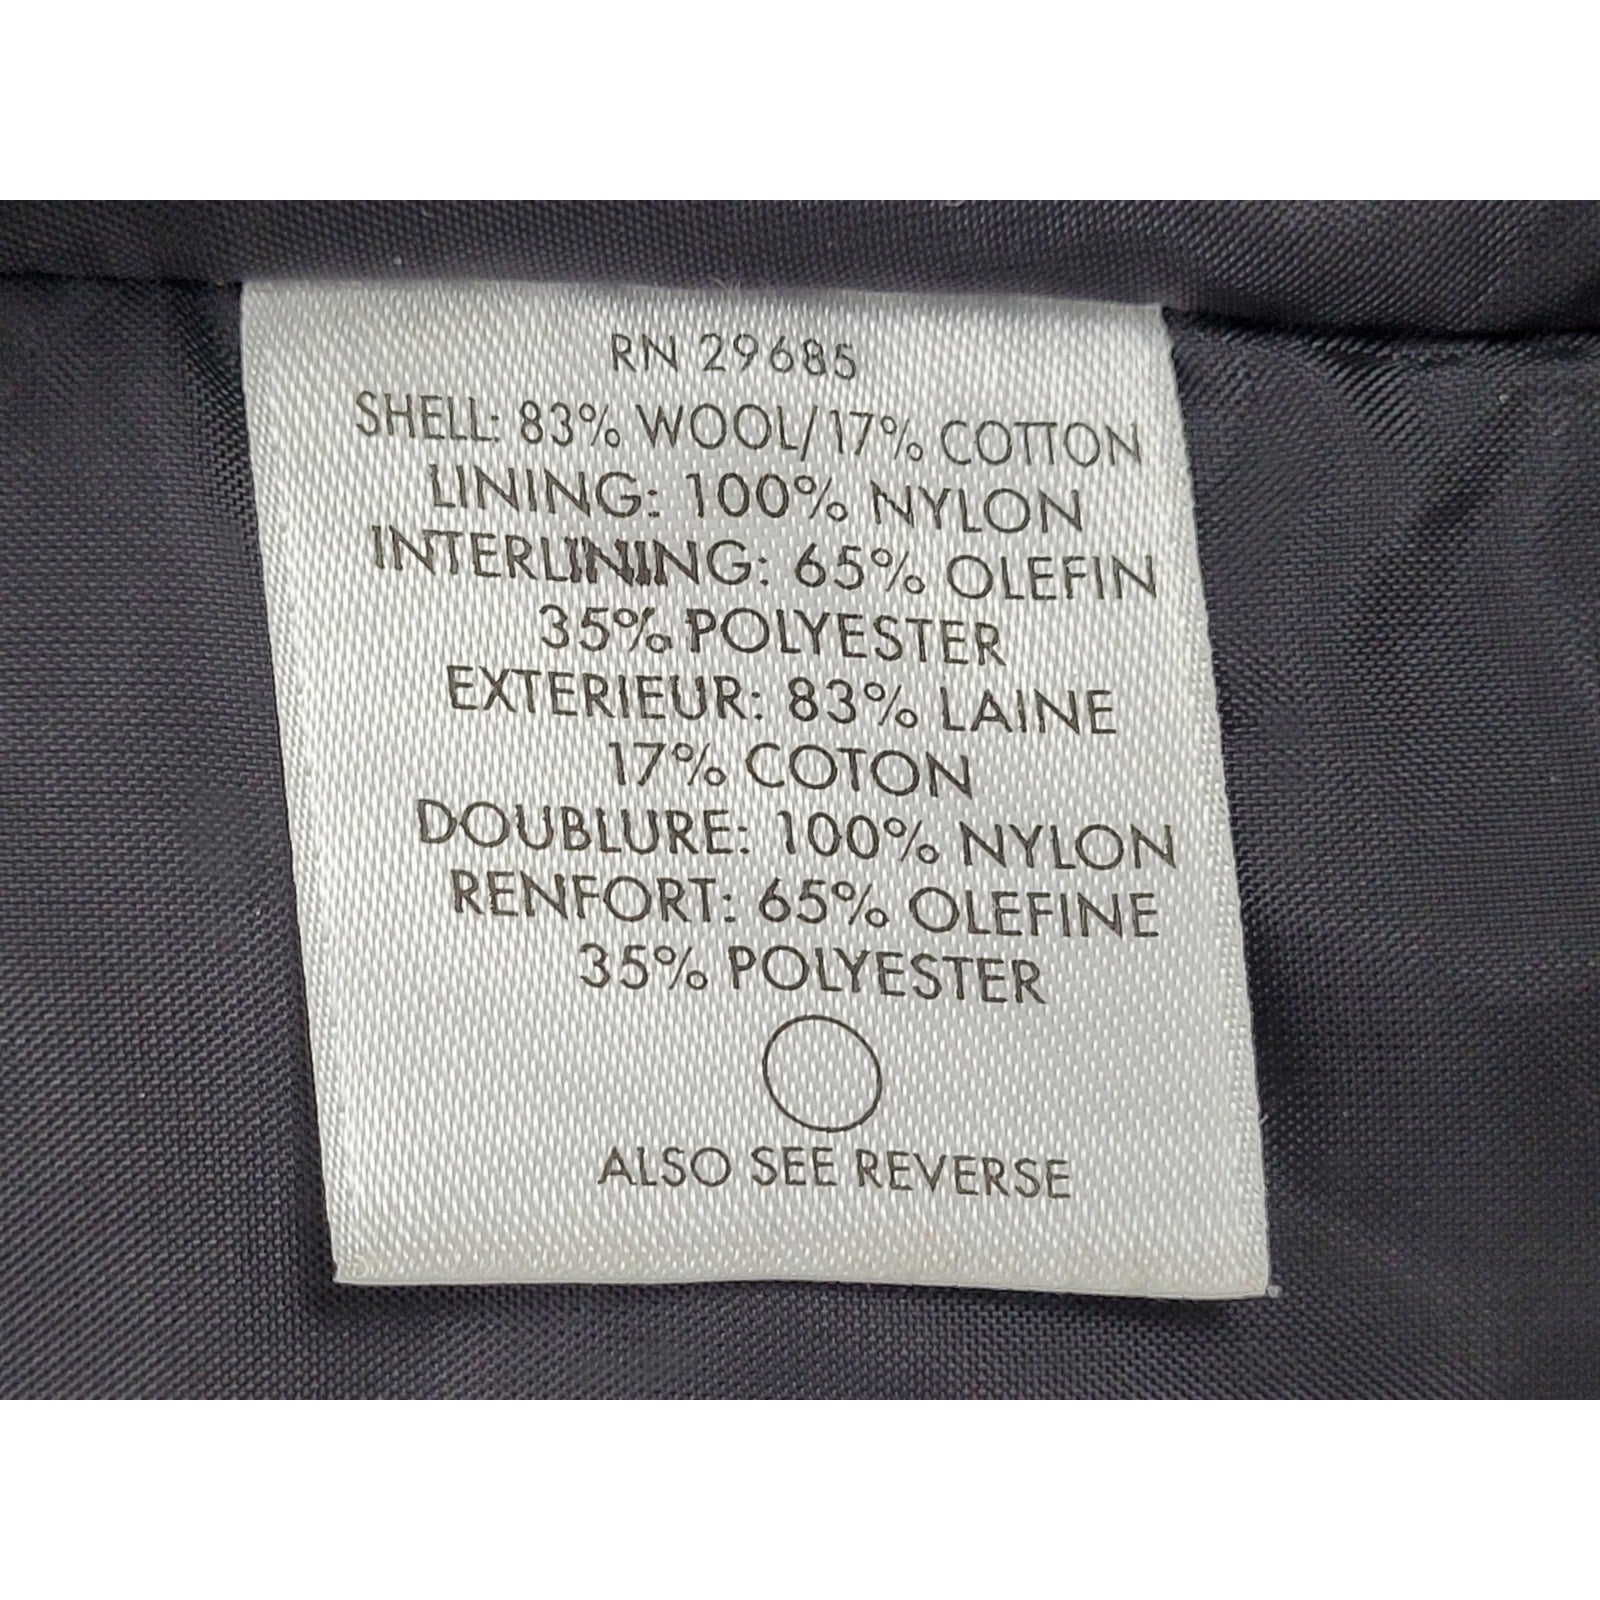 RN 29685
SHELL: 83% WOOL/17% COTTON
LINING: 100% NYLON
INTERLINING: 65% OLEFIN
35% POLYESTER
EXTERIEUR: 83% LAINE
17% COTON
DOUBLURE: 100% NYLON
RENFORT: 65% OLEFINE
35% POLYESTER
ALSO SEE REVERSE